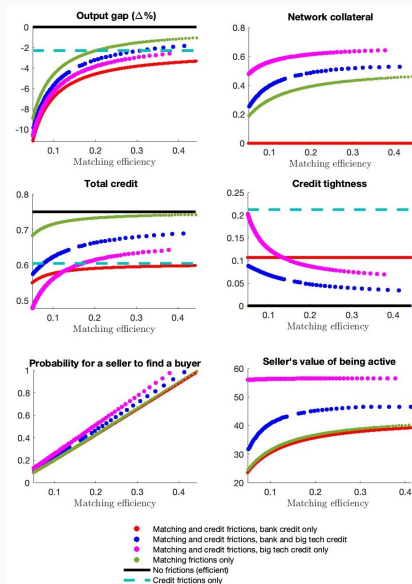 Output gap (Δ%)
0
-2
-4
-6
-8
-10
0.1 0.2 0.3 0.4
Matching efficiency
Network collateral
0.8
0.6
0.4
0.2
0
0.1 0.2 0.3 0.4
Matching efficiency
Total credit
0.8
0.7
0.6
0.5
0.1 0.2 0.3 0.4
Matching efficiency
Credit tightness
0.25
0.2
0.15
0.1
0.05
0
0.1 0.2 0.3 0.4
Matching efficiency
Probability for a seller to find a buyer
1
0.8
0.6
0.4
0.2
0
0.1 0.2 0.3 0.4
Matching efficiency
Seller's value of being active
60
50
40
30
20
0.1 0.2 0.3 0.4
Matching efficiency
Matching and credit frictions, bank credit only
Matching and credit frictions, bank and big tech credit
Matching and credit frictions, big tech credit only
Matching frictions only
No frictions (efficient)
Credit frictions only